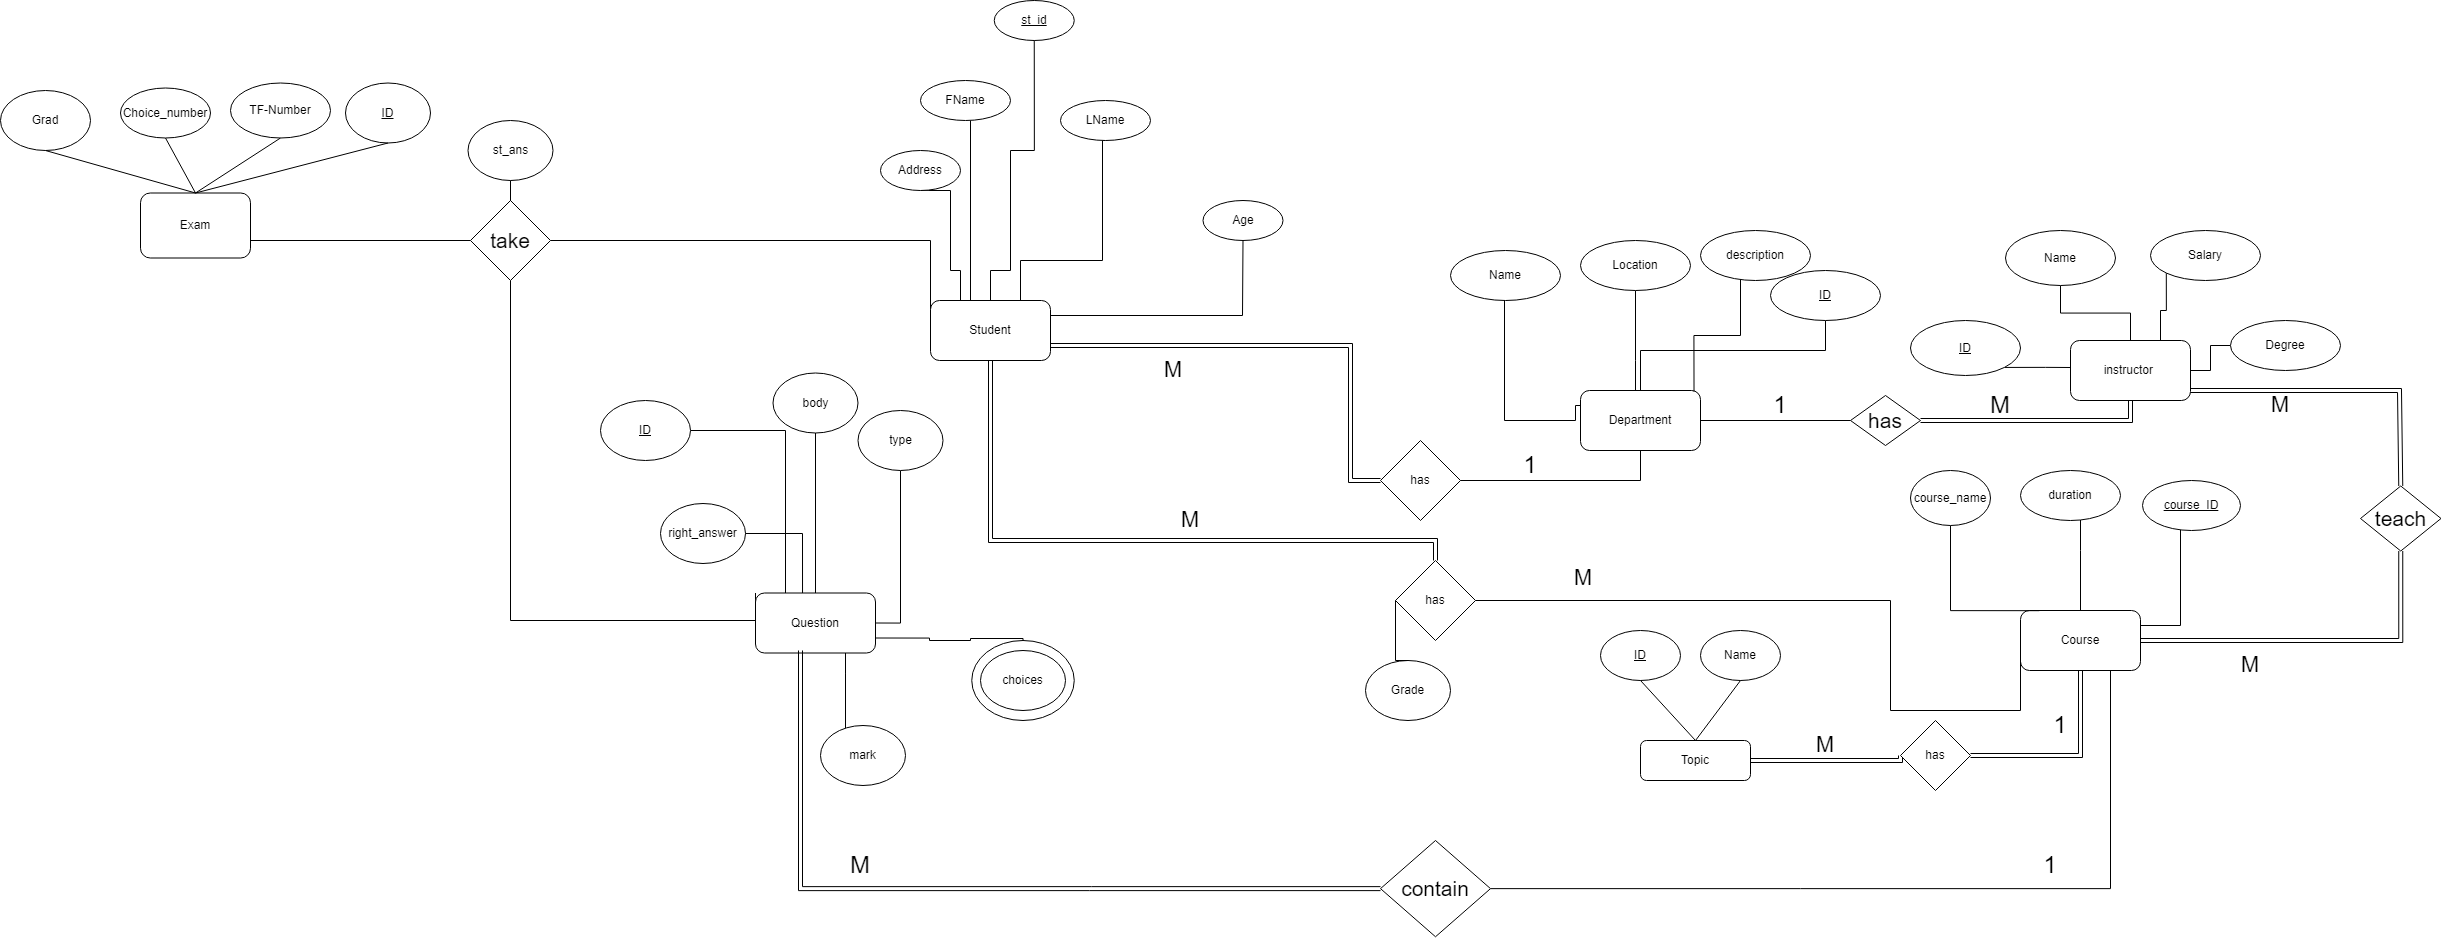 st_id
FName
LName
Grad
Choice_number
TF-Number
ID
st_ans
Address
Age
Exam
take
Student
M
Name
Location
description
ID
Department
1
has
M
Name
Salary
ID
Degree
instructor
M
has
1
ID
body
type
right_answer
Question
choices
mark
M
has
M
Grade
course_name
duration
course_ID
teach
Course
M
ID
Name
Topic
M
has
1
M
contain
1